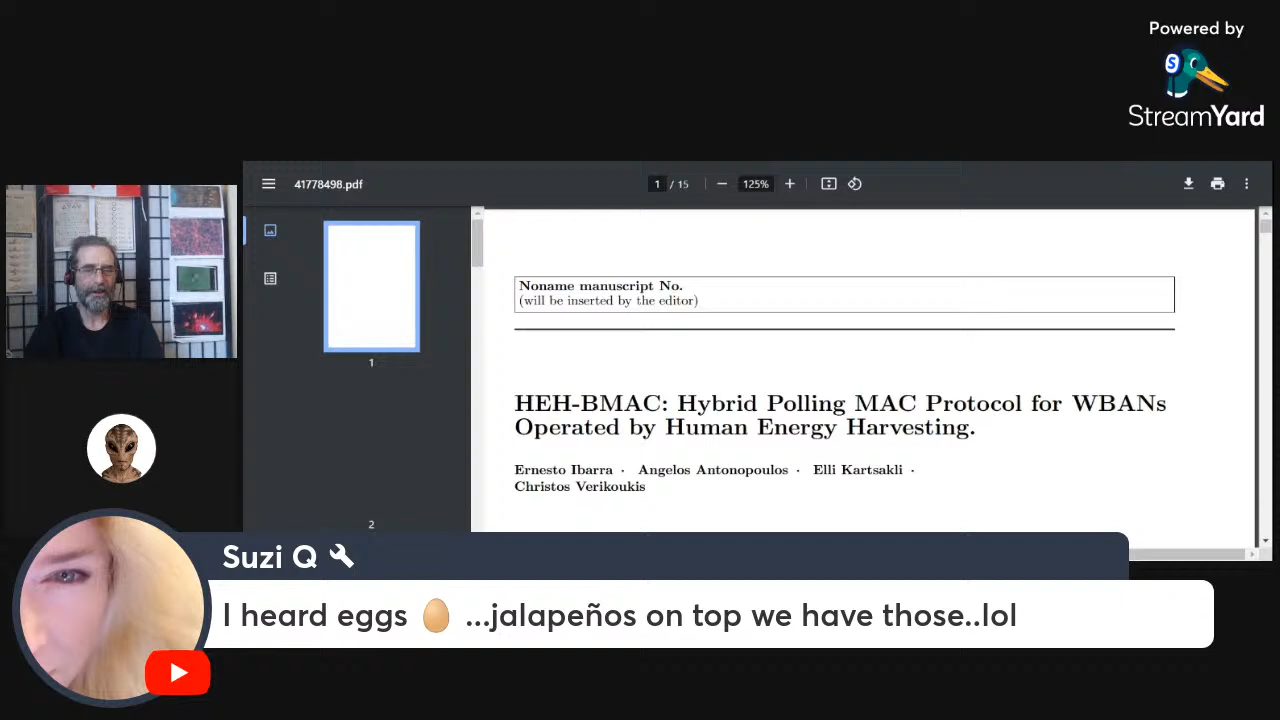 Powered by
StreamYard
41778498.pdf
1 / 15
125%
Noname manuscript No.
(will be inserted by the editor)
HEH-BMAC: Hybrid Polling MAC Protocol for WBANs
Operated by Human Energy Harvesting.
Ernesto Ibarra · Angelos Antonopoulos · Elli Kartsakli ·
Christos Verikoukis
1
2
Suzi Q
I heard eggs 🥚 ...jalapeños on top we have those..lol